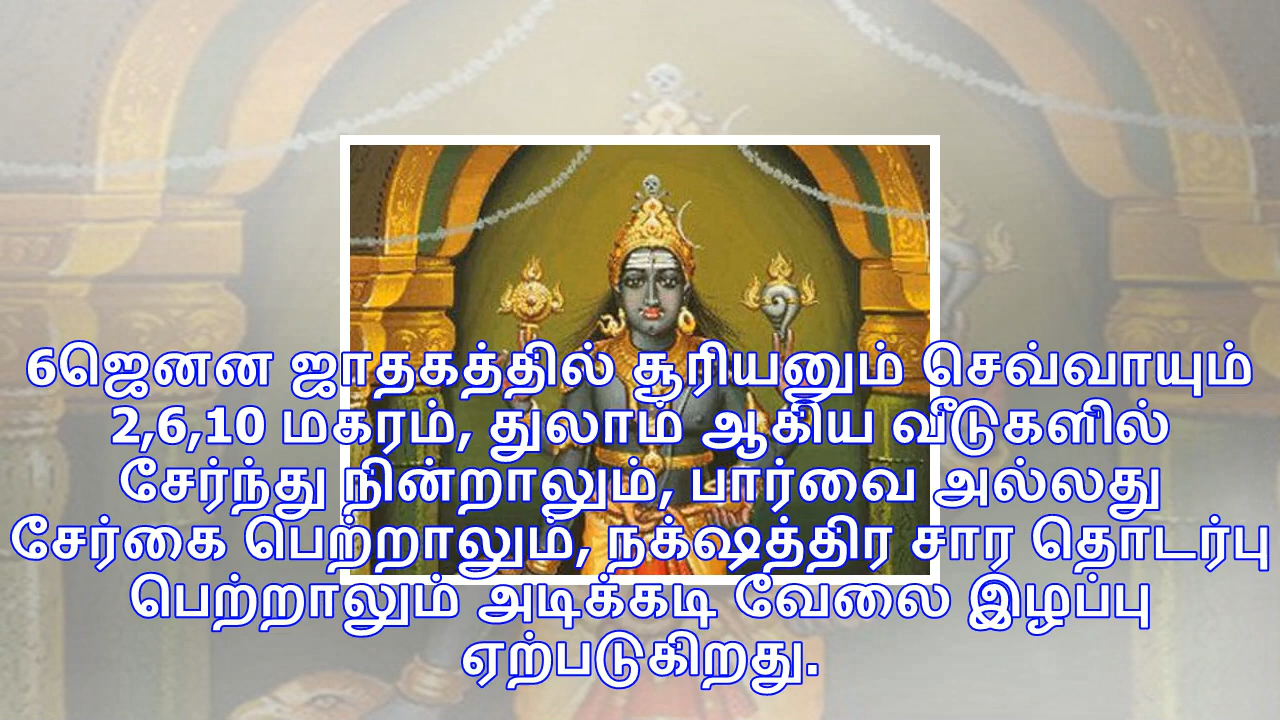 6ஜெனன ஜாதகத்தில் சூரியனும் செவ்வாயும்
2,6,10 மகரம், துலாம் ஆகிய வீடுகளில்
சேர்ந்து நின்றாலும், பார்வை அல்லது
சேர்கை பெற்றாலும், நக்ஷத்திர சார தொடர்பு
பெற்றாலும் அடிக்கடி வேலை இழப்பு
ஏற்படுகிறது.